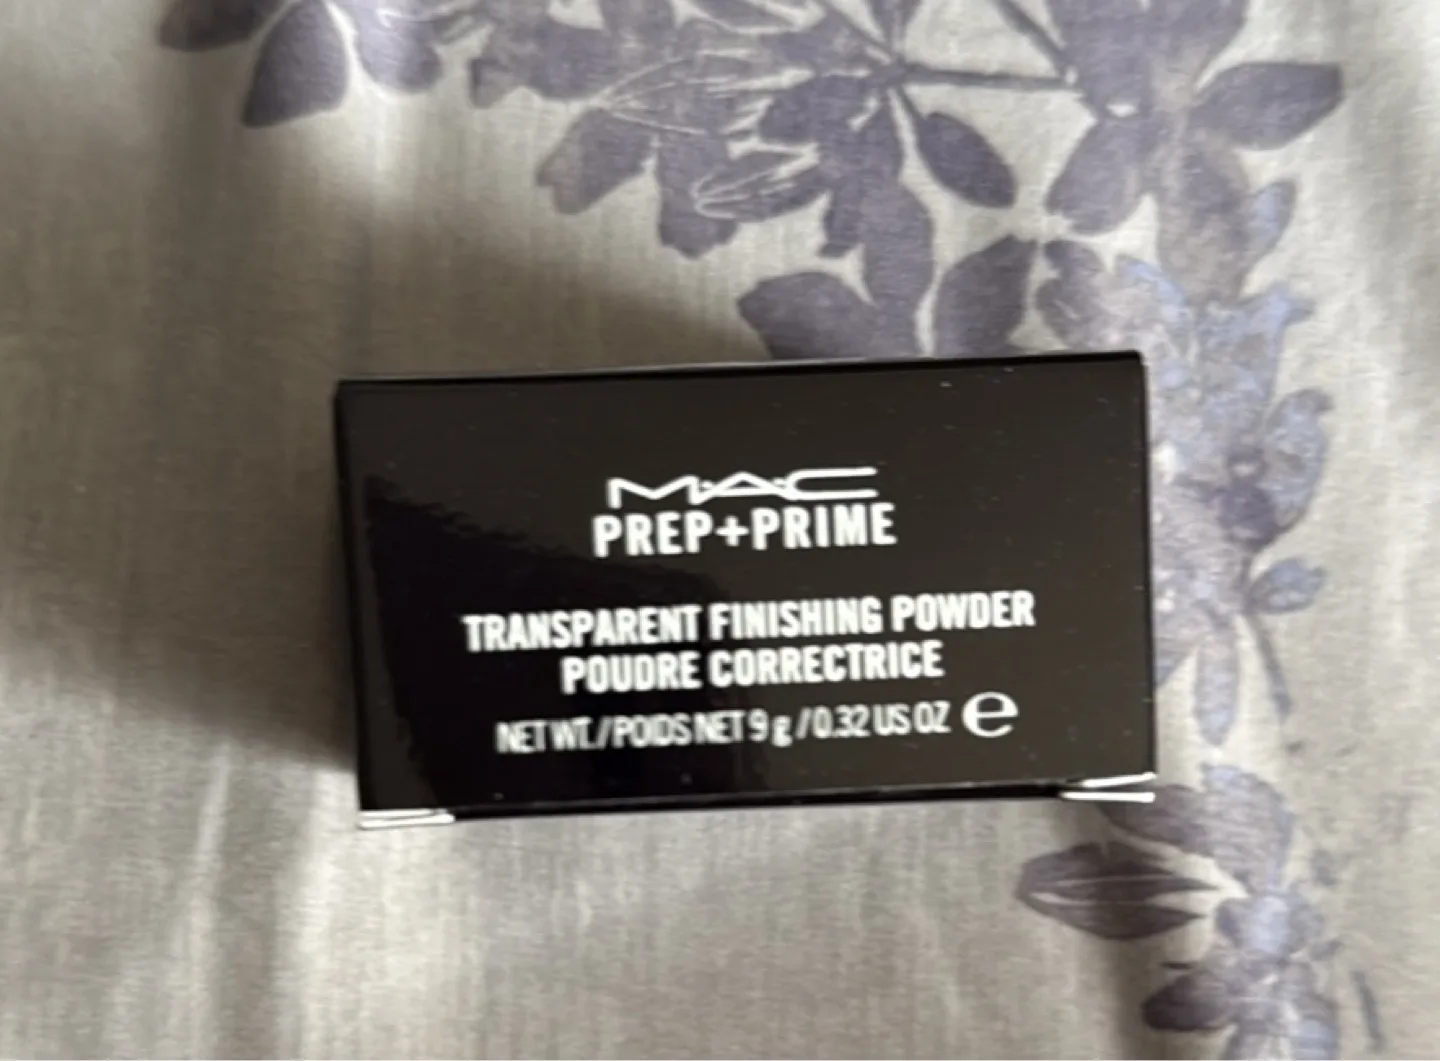 MAC
PREP+PRIME
TRANSPARENT FINISHING POWDER
POUDRE CORRECTRICE
NET WT./POIDS NET 9 g / 0.32 US OZ ℮